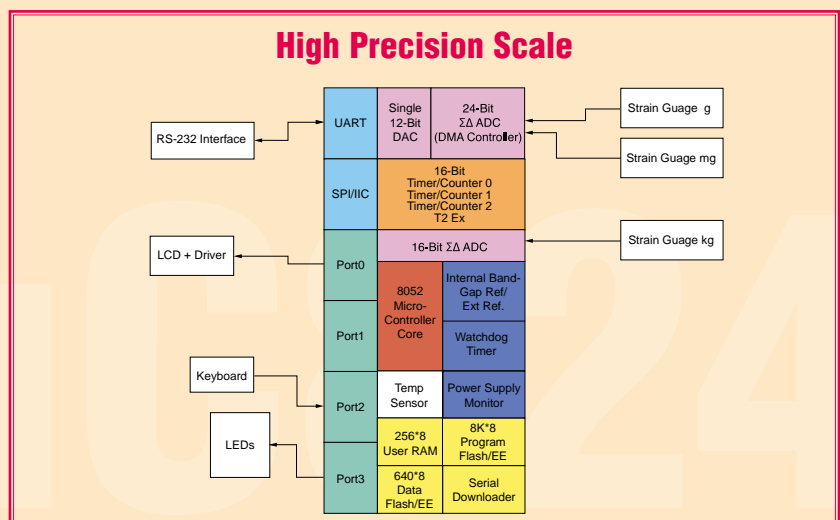 High Precision Scale
UART
Single
12-Bit
DAC
24-Bit
ΣΔ ADC
(DMA Controller)
Strain Guage g
RS-232 Interface
Strain Guage mg
SPI/IIC
16-Bit
Timer/Counter 0
Timer/Counter 1
Timer/Counter 2
T2 Ex
16-Bit ΣΔ ADC
Strain Guage kg
LCD + Driver
Port0
8052
Micro-
Controller
Core
Internal Band-
Gap Ref/
Ext Ref.
Port1
Watchdog
Timer
Keyboard
Port2
Temp
Sensor
Power Supply
Monitor
LEDs
256*8
User RAM
8K*8
Program
Flash/EE
Port3
640*8
Data
Flash/EE
Serial
Downloader